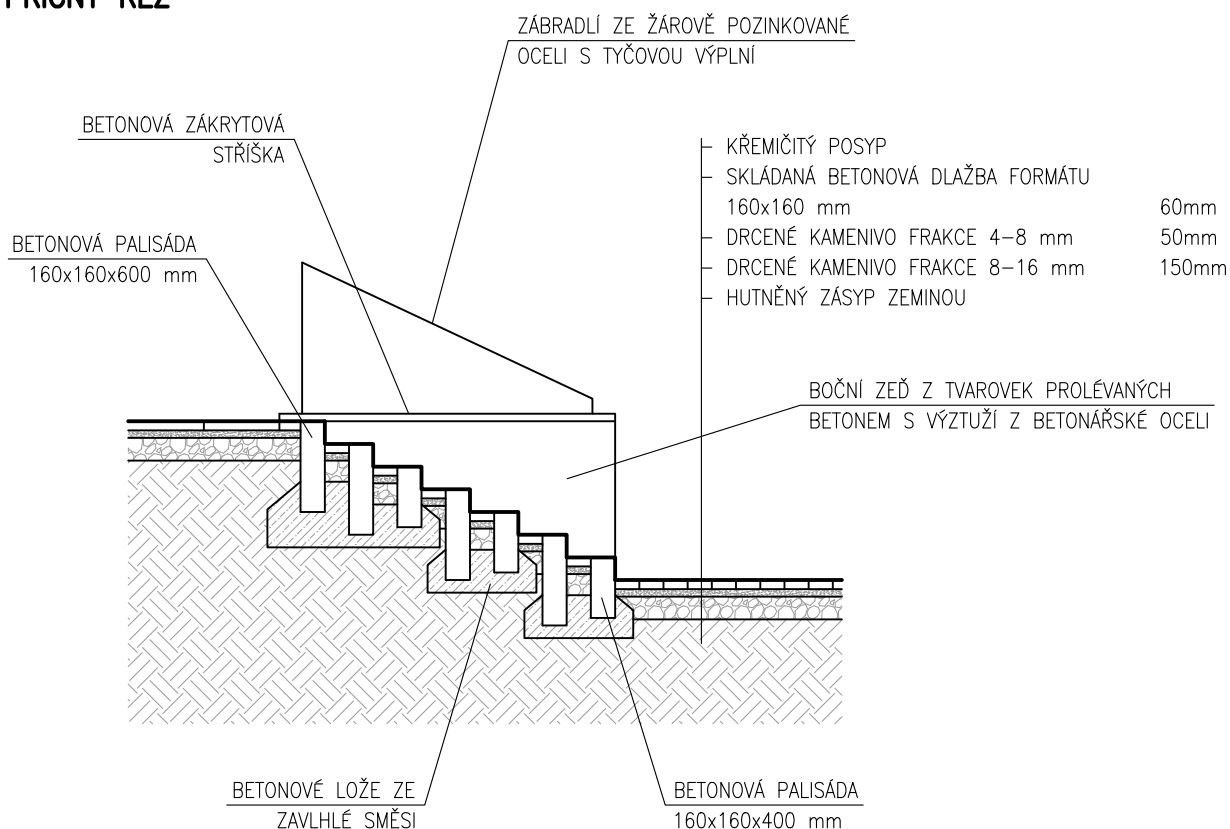 ZÁBRADLÍ ZE ŽÁROVĚ POZINKOVANÉ
OCELI S TYČOVOU VÝPLNÍ
BETONOVÁ ZÁKRYTOVÁ
STŘÍŠKA
BETONOVÁ PALISÁDA
160x160x600 mm
KŘEMIČITÝ POSYP
SKLÁDANÁ BETONOVÁ DLAŽBA FORMÁTU
160x160 mm 60mm
DRCENÉ KAMENIVO FRAKCE 4-8 mm 50mm
DRCENÉ KAMENIVO FRAKCE 8-16 mm 150mm
HUTNĚNÝ ZÁSYP ZEMINOU
BOČNÍ ZEĎ Z TVAROVEK PROLÉVANÝCH
BETONEM S VÝZTUŽÍ Z BETONÁŘSKÉ OCELI
BETONOVÉ LOŽE ZE
ZAVLHLÉ SMĚSI
BETONOVÁ PALISÁDA
160x160x400 mm